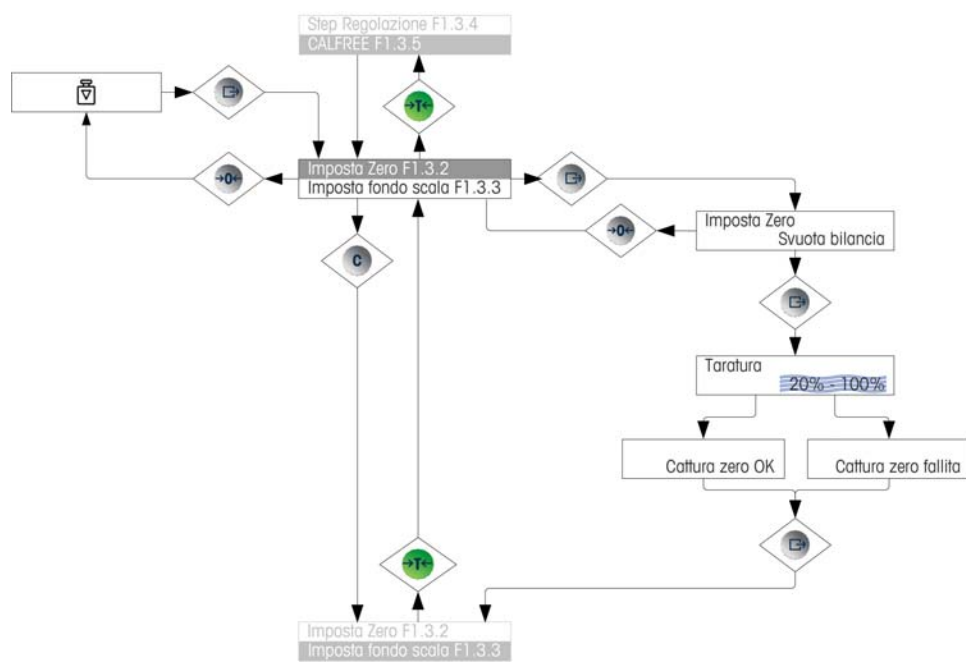 Step Regolazione F1.3.4
CALFREE F1.3.5
→T←
→0←
Imposta Zero F1.3.2
Imposta fondo scala F1.3.3
→0←
Imposta Zero
Svuota bilancia
C
Taratura
20% - 100%
Cattura zero OK
Cattura zero fallita
→T←
Imposta Zero F1.3.2
Imposta fondo scala F1.3.3